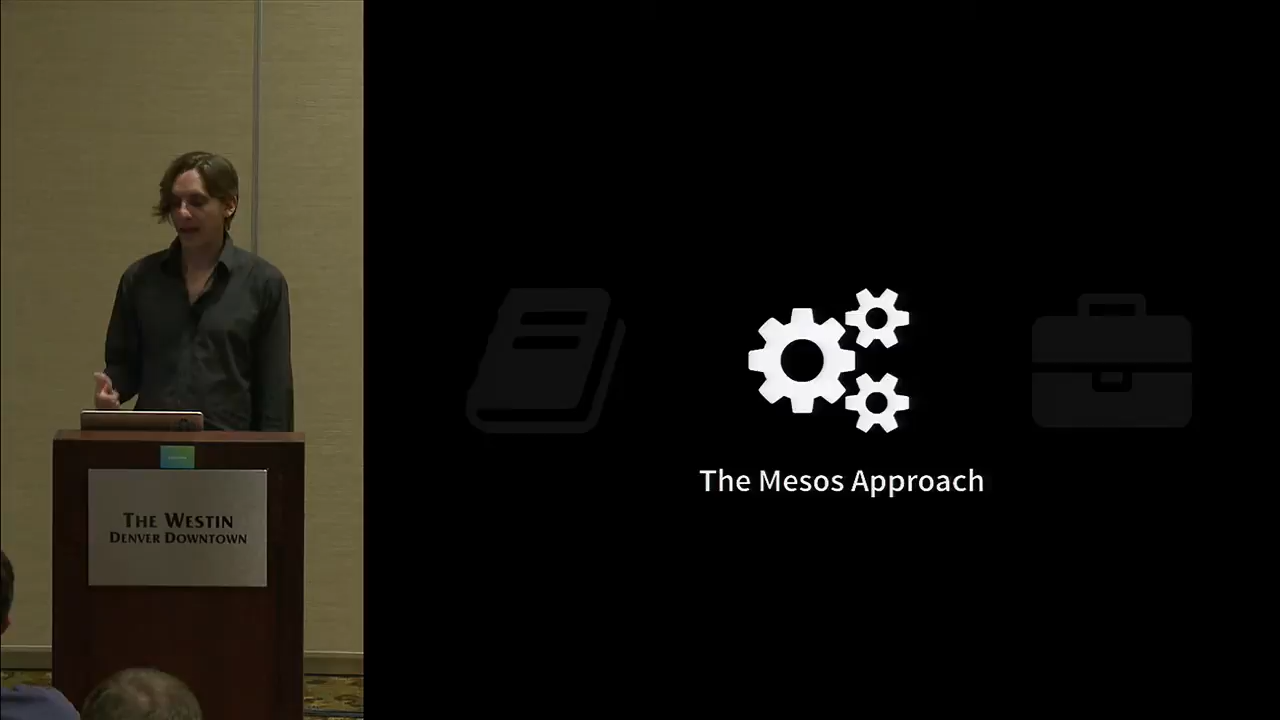 The Westin
Denver Downtown
The Mesos Approach